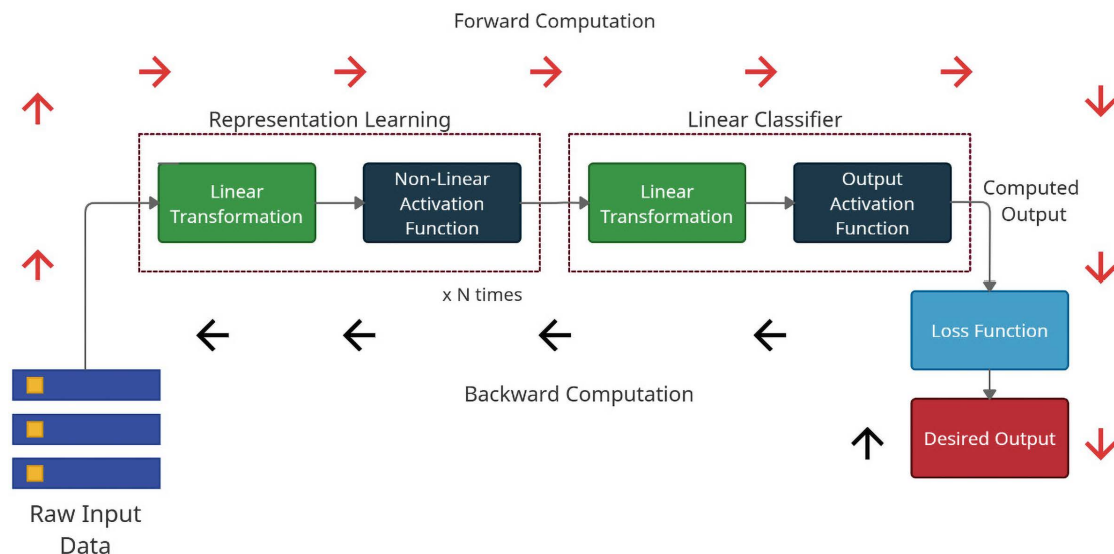 Forward Computation
Representation Learning
Linear Classifier
Linear
Transformation
Non-Linear
Activation
Function
Linear
Transformation
Output
Activation
Function
Computed
Output
x N times
Loss Function
Backward Computation
Desired Output
Raw Input
Data